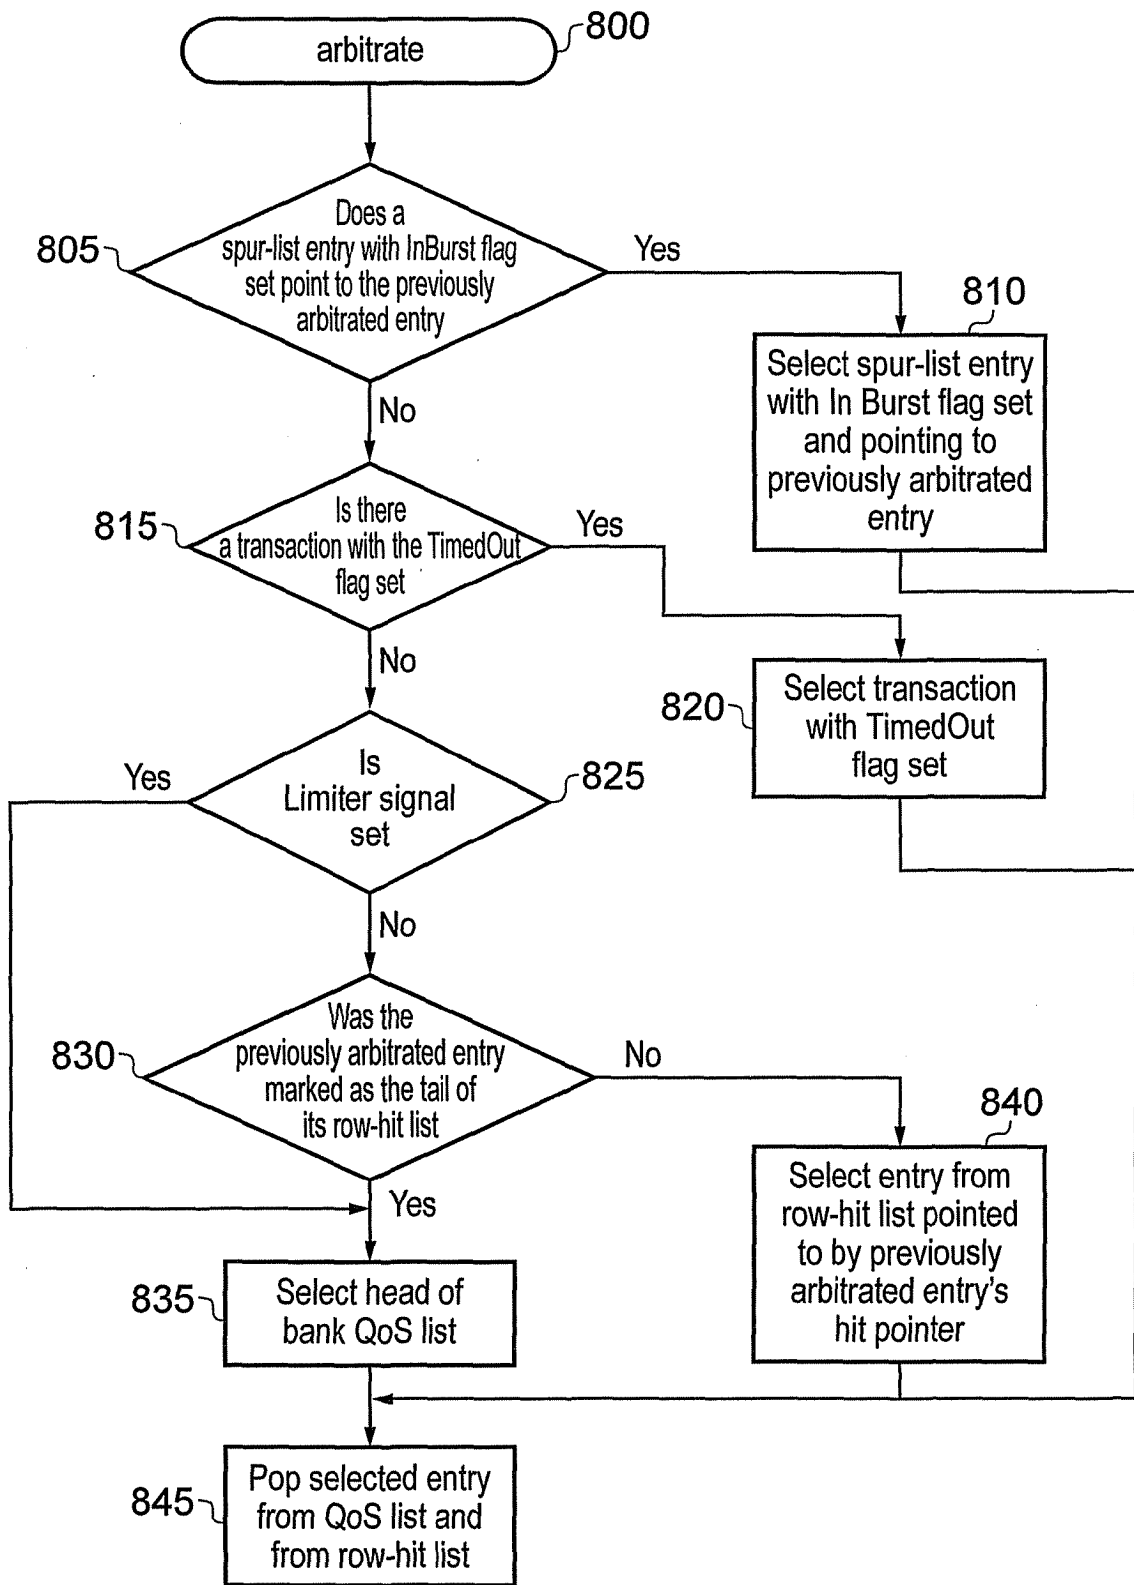 arbitrate
800
Does a
spur-list entry with InBurst flag
set point to the previously
arbitrated entry
805
Yes
810
Select spur-list entry
with In Burst flag set
and pointing to
previously arbitrated
entry
No
Is there
a transaction with the TimedOut
flag set
815
Yes
Select transaction
with TimedOut
flag set
820
No
Is
Limiter signal
set
825
Yes
No
Was the
previously arbitrated entry
marked as the tail of
its row-hit list
830
No
840
Select entry from
row-hit list pointed
to by previously
arbitrated entry's
hit pointer
Yes
Select head of
bank QoS list
835
Pop selected entry
from QoS list and
from row-hit list
845